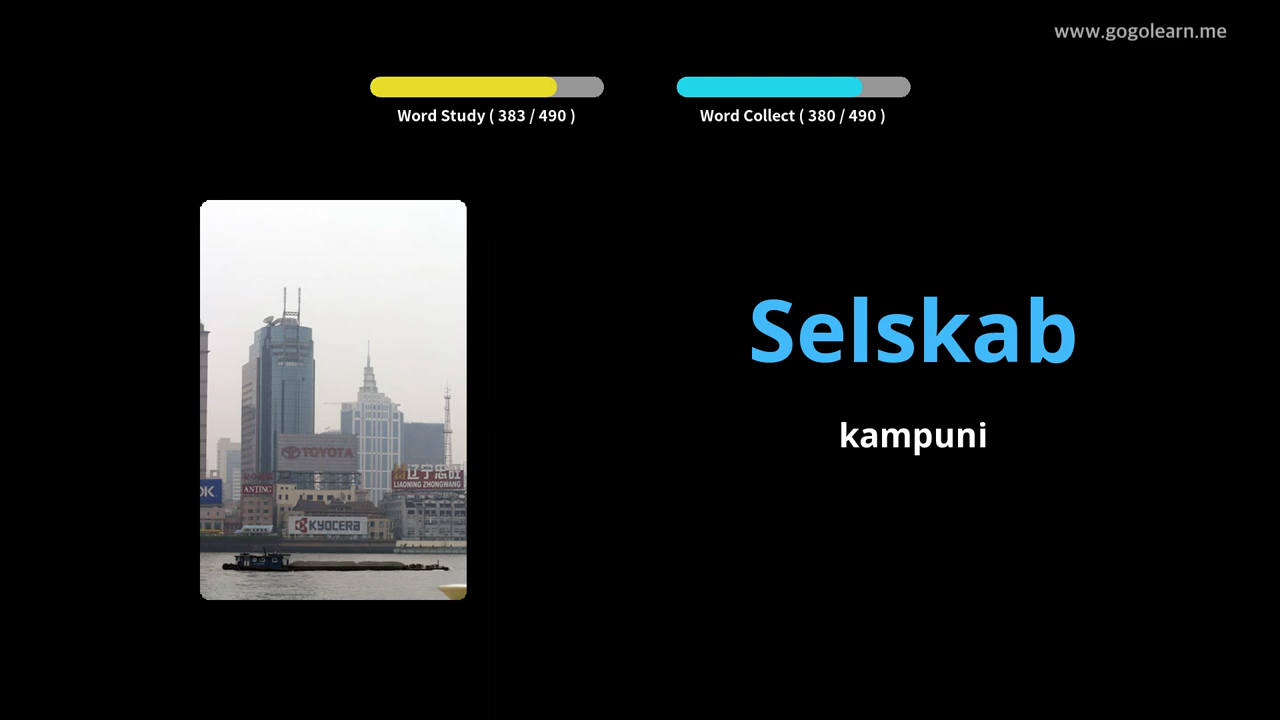 www.gogolearn.me
Word Study ( 383 / 490 )
Word Collect ( 380 / 490 )
Selskab
kampuni
TOYOTA
辽宁忠旺
LIAONING ZHONGWANG
OK
ANTING
KYOCERA